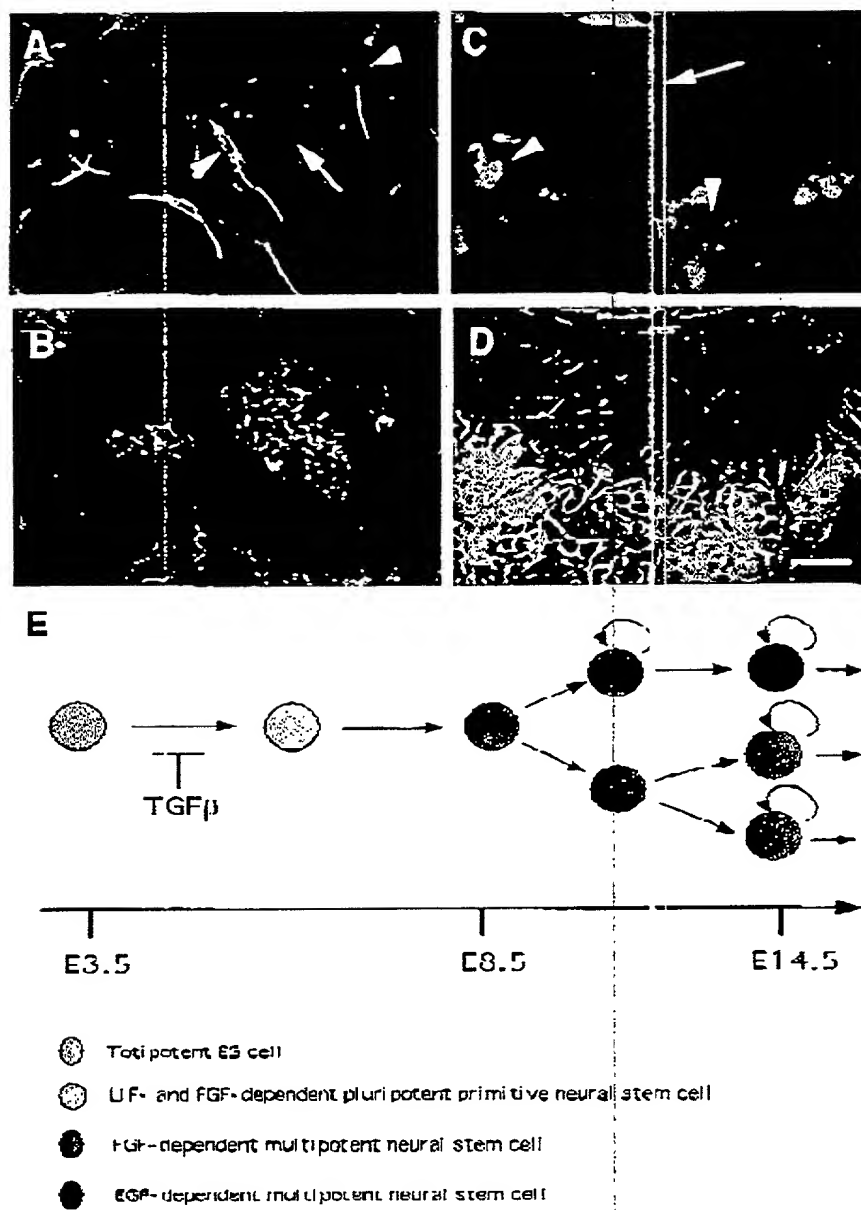 A
C
B
D
E
TGFβ
E3.5
E8.5
E14.5
Totipotent ES cell
LIF- and FGF-dependent pluripotent primitive neural stem cell
FGF-dependent multipotent neural stem cell
EGF-dependent multipotent neural stem cell